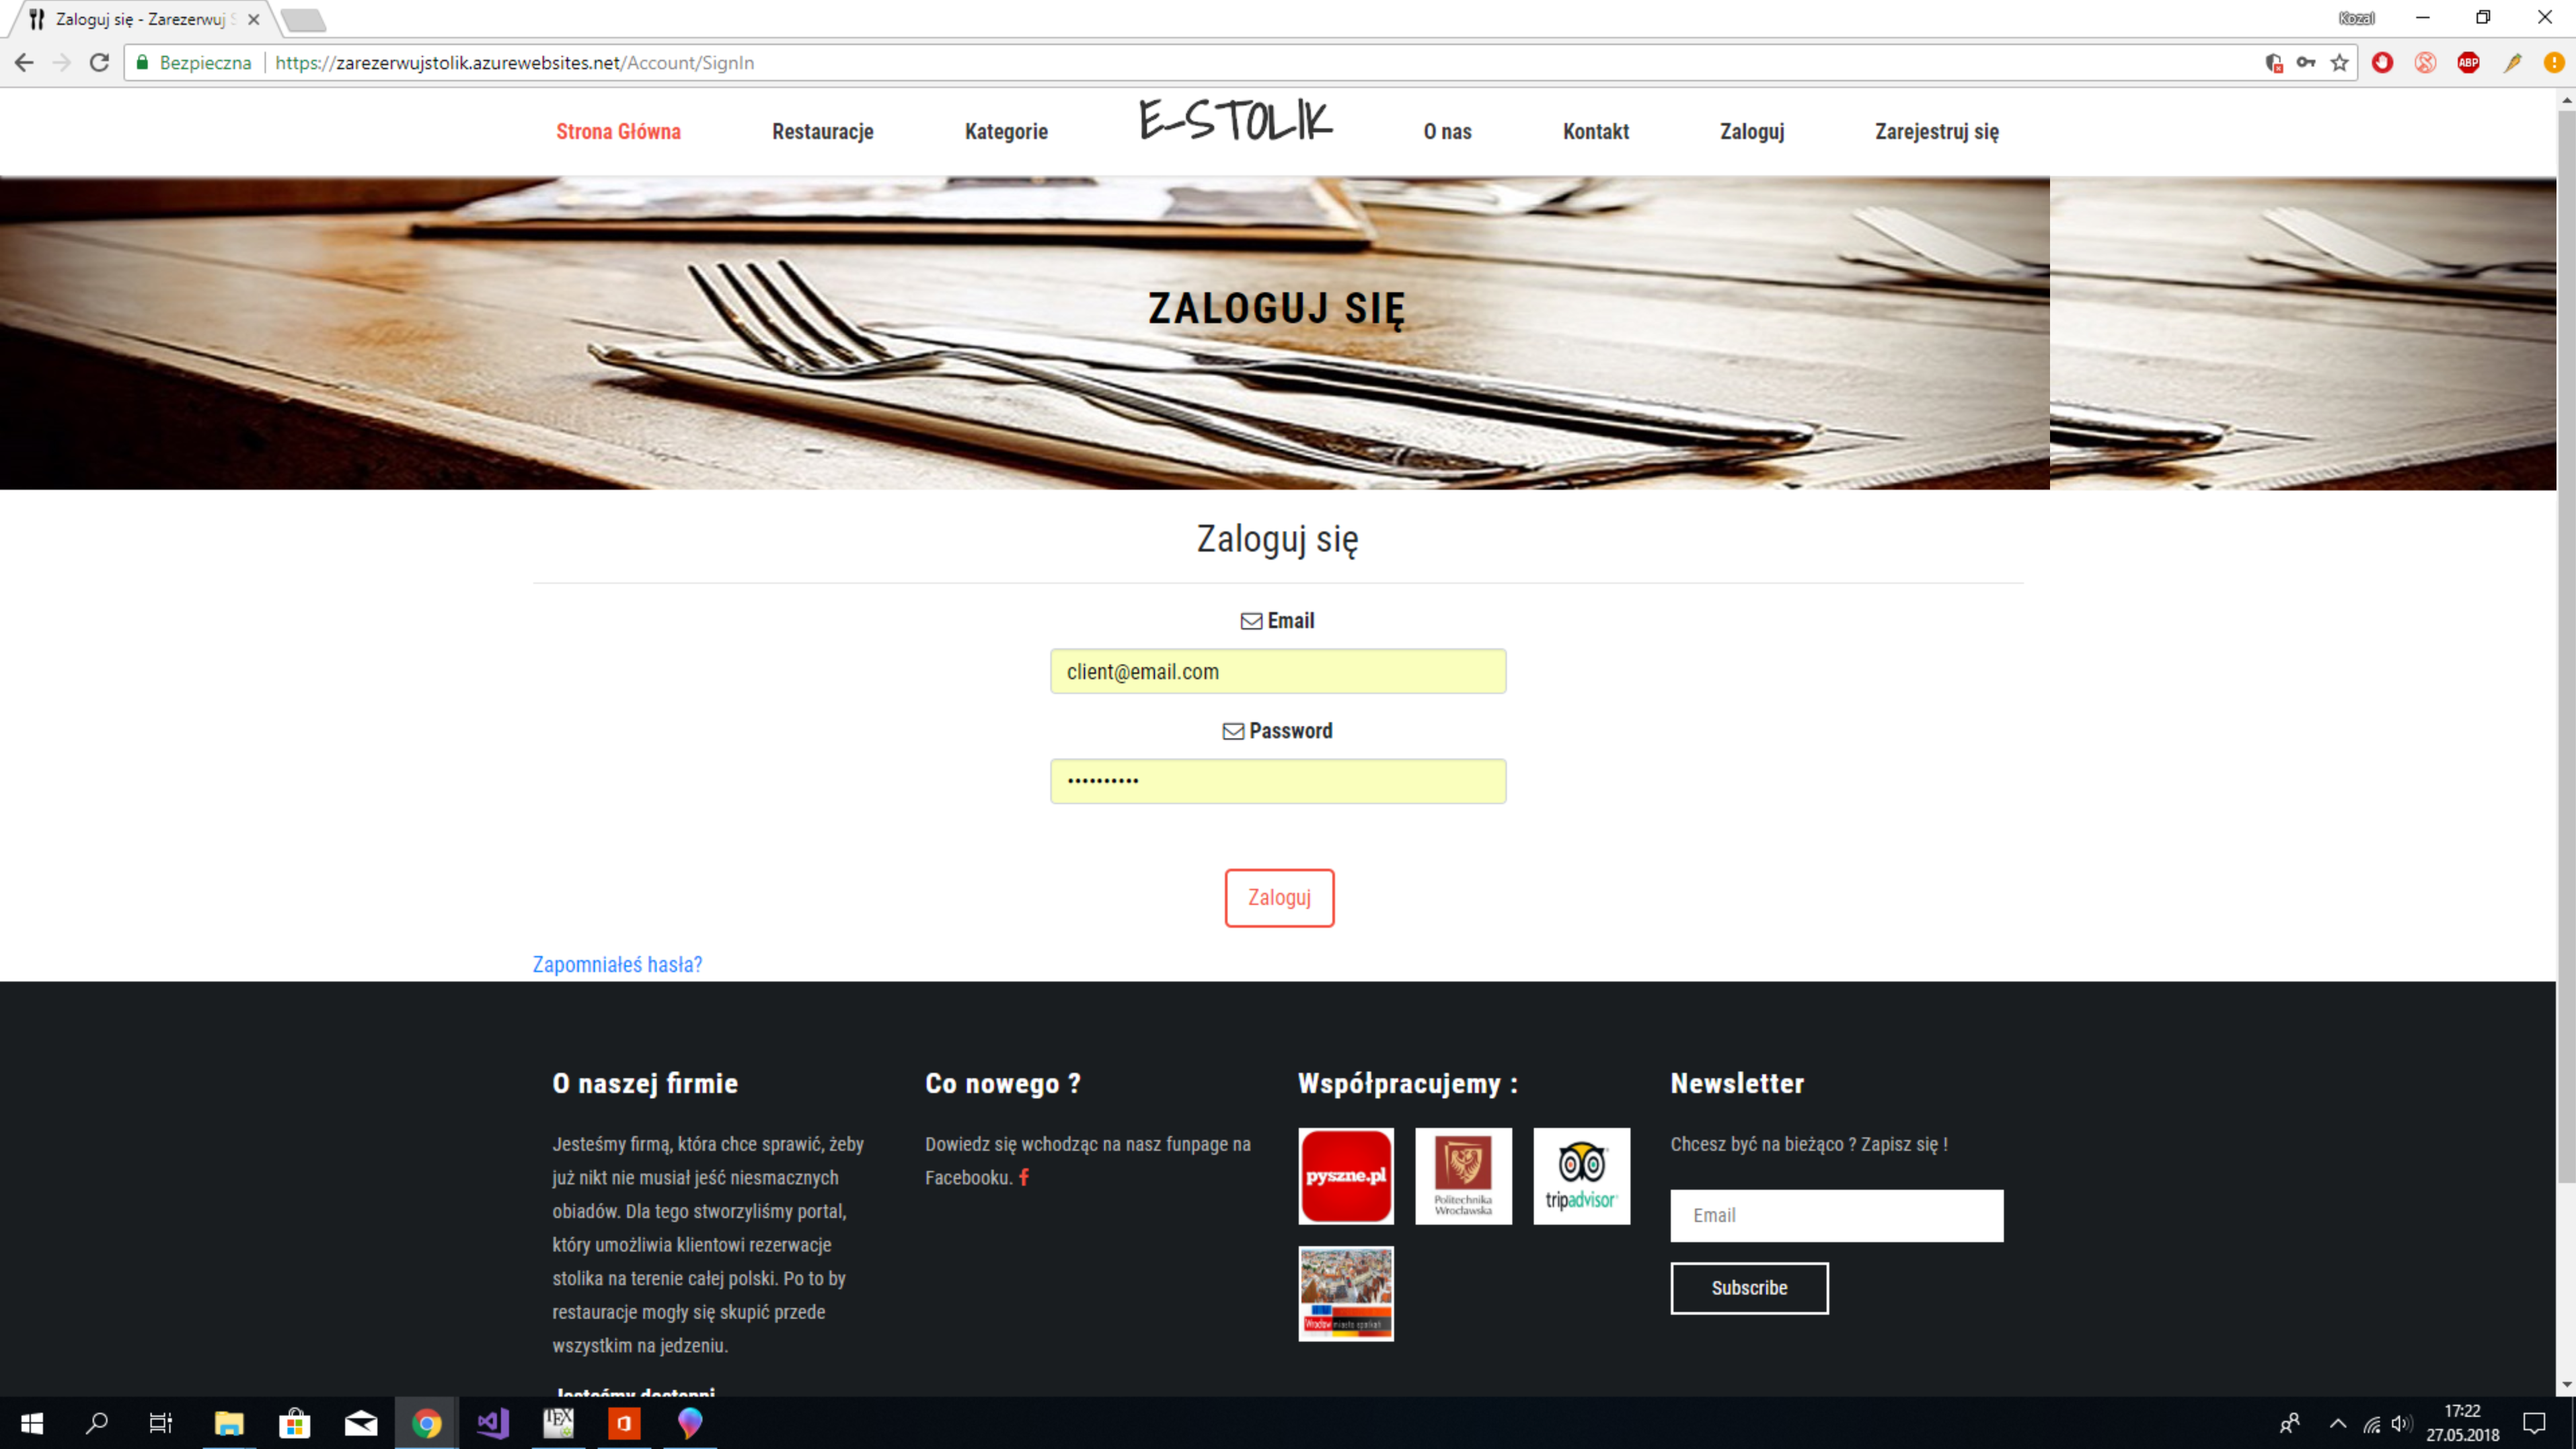 Zaloguj się - Zarezerwuj S
Kozal
Bezpieczna https://zarezerwujstolik.azurewebsites.net/Account/SignIn
ABP
Strona Główna Restauracje Kategorie E-STOLIK O nas Kontakt Zaloguj Zarejestruj się
ZALOGUJ SIĘ
Zaloguj się
Email
client@email.com
Password
Zaloguj
Zapomniałeś hasła?
O naszej firmie
Jesteśmy firmą, która chce sprawić, żeby
już nikt nie musiał jeść niesmacznych
obiadów. Dla tego stworzyliśmy portal,
który umożliwia klientowi rezerwacje
stolika na terenie całej polski. Po to by
restauracje mogły się skupić przede
wszystkim na jedzeniu.
Jesteśmy dostępni
Co nowego ?
Dowiedz się wchodząc na nasz funpage na
Facebooku.
Współpracujemy :
pyszne.pl
Politechnika
Wrocławska
tripadvisor
Wrocław miasto spotkań
Newsletter
Chcesz być na bieżąco ? Zapisz się !
Email
Subscribe
TEX
17:22
27.05.2018